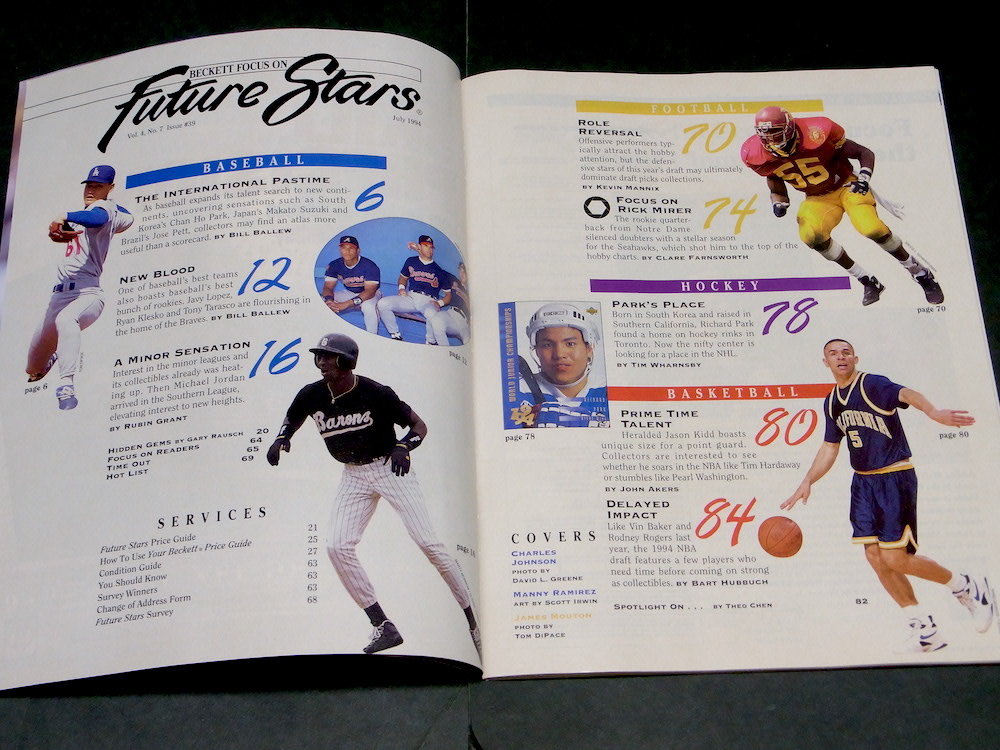 BECKETT FOCUS ON
Future Stars®
Vol. 4, No. 7 Issue #39
July 1994
BASEBALL
THE INTERNATIONAL PASTIME
As baseball expands its talent search to new conti-
nents, uncovering sensations such as South
Korea's Chan Ho Park, Japan's Makato Suzuki and
Brazil's Jose Pett, collectors may find an atlas more
useful than a scorecard. BY BILL BALLEW
6
61
page 6
NEW BLOOD
One of baseball's best teams
also boasts baseball's best
bunch of rookies. Javy Lopez,
Ryan Klesko and Tony Tarasco are flourishing in
the home of the Braves. BY BILL BALLEW
12
Braves
page 12
A MINOR SENSATION
Interest in the minor leagues and
its collectibles already was heat-
ing up. Then Michael Jordan
arrived in the Southern League,
elevating interest to new heights.
BY RUBIN GRANT
16
Barons
HIDDEN GEMS BY GARY RAUSCH 20
FOCUS ON READERS 64
TIME OUT 65
HOT LIST 69
SERVICES
Future Stars Price Guide 21
How To Use Your Beckett® Price Guide 25
Condition Guide 27
You Should Know 63
Survey Winners 63
Change of Address Form 63
Future Stars Survey 68
FOOTBALL
ROLE
REVERSAL
Offensive performers typ-
ically attract the hobby
attention, but the defen-
sive stars of this year's draft may ultimately
dominate draft picks collections.
BY KEVIN MANNIX
70
55
page 70
FOCUS ON
RICK MIRER
The rookie quarter-
back from Notre Dame
silenced doubters with a stellar season
for the Seahawks, which shot him to the top of the
hobby charts. BY CLARE FARNSWORTH
74
HOCKEY
PARK'S PLACE
Born in South Korea and raised in
Southern California, Richard Park
found a home on hockey rinks in
Toronto. Now the nifty center is
looking for a place in the NHL.
BY TIM WHARNSBY
78
WORLD JUNIOR CHAMPIONSHIPS
RICHARD
PARK
page 78
BASKETBALL
PRIME TIME
TALENT
Heralded Jason Kidd boasts
unique size for a point guard.
Collectors are interested to see
whether he soars in the NBA like Tim Hardaway
or stumbles like Pearl Washington.
BY JOHN AKERS
80
CALIFORNIA
5
page 80
DELAYED
IMPACT
Like Vin Baker and
Rodney Rogers last
year, the 1994 NBA
draft features a few players who
need time before coming on strong
as collectibles. BY BART HUBBUCH
84
SPOTLIGHT ON . . . BY THEO CHEN 82
COVERS
CHARLES
JOHNSON
PHOTO BY
DAVID L. GREENE
MANNY RAMIREZ
ART BY SCOTT IRWIN
JAMES MOUTON
PHOTO BY
TOM DIPACE